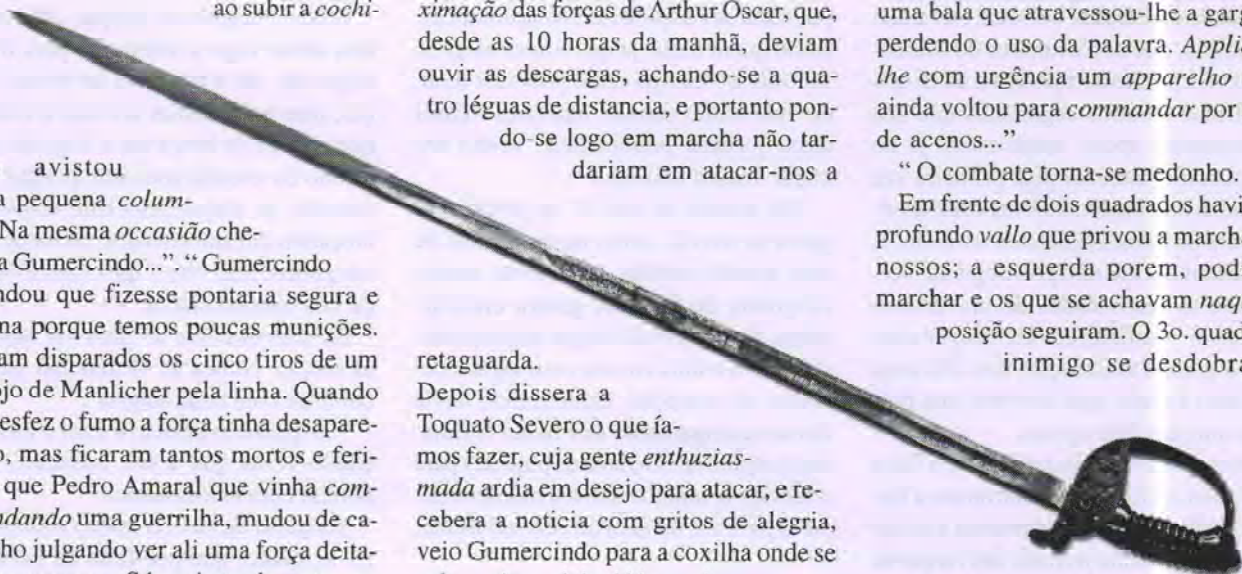 ao subir a cochi-
avistou
pequena colum-
Na mesma occasião che-
a Gumercindo...". "Gumercindo
ndou que fizesse pontaria segura e
na porque temos poucas munições.
am disparados os cinco tiros de um
ojo de Manlicher pela linha. Quando
esfez o fumo a força tinha desapare-
o, mas ficaram tantos mortos e feri-
que Pedro Amaral que vinha com-
ndando uma guerrilha, mudou de ca-
ho julgando ver ali uma força deita-
ximação das forças de Arthur Oscar, que,
desde as 10 horas da manhã, deviam
ouvir as descargas, achando-se a qua-
tro léguas de distancia, e portanto pon-
do-se logo em marcha não tar-
dariam em atacar-nos a
retaguarda.
Depois dissera a
Toquato Severo o que ía-
mos fazer, cuja gente enthuzias-
mada ardia em desejo para atacar, e re-
cebera a noticia com gritos de alegria,
veio Gumercindo para a coxilha onde se
uma bala que atravessou-lhe a garg
perdendo o uso da palavra. Applic
lhe com urgência um apparelho
ainda voltou para commandar por
de acenos..."
" O combate torna-se medonho.
Em frente de dois quadrados havi
profundo vallo que privou a marcha
nossos; a esquerda porem, pod
marchar e os que se achavam naq
posição seguiram. O 3o. quad
inimigo se desdobra